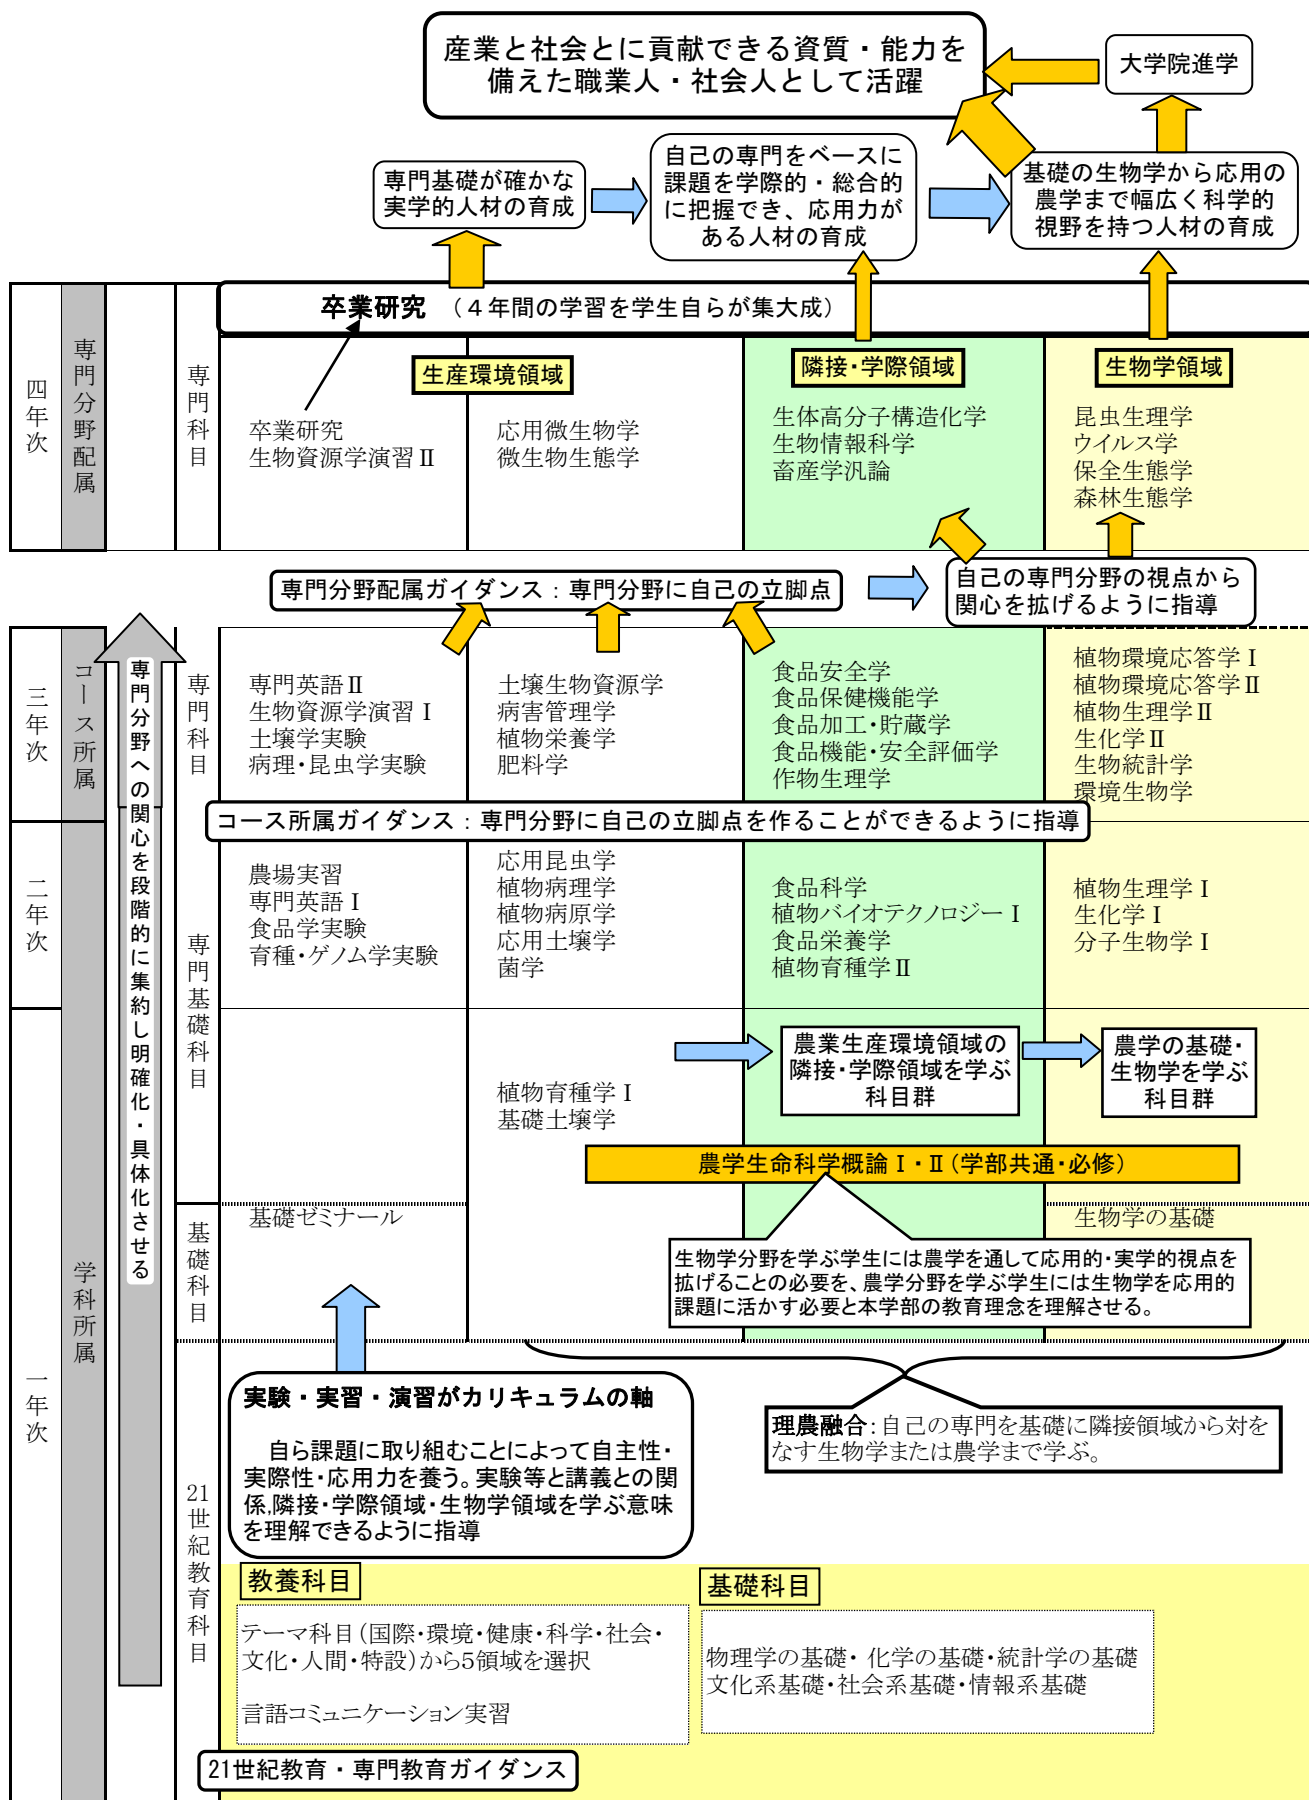 産業と社会とに貢献できる資質・能力を
備えた職業人・社会人として活躍
大学院進学
専門基礎が確かな
実学的人材の育成
自己の専門をベースに
課題を学際的・総合的
に把握でき、応用力が
ある人材の育成
基礎の生物学から応用の
農学まで幅広く科学的
視野を持つ人材の育成
四年次
専門分野配属
専門科目
卒業研究 （４年間の学習を学生自らが集大成）
生産環境領域
隣接・学際領域
生物学領域
卒業研究
生物資源学演習Ⅱ
応用微生物学
微生物生態学
生体高分子構造化学
生物情報科学
畜産学汎論
昆虫生理学
ウイルス学
保全生態学
森林生態学
専門分野配属ガイダンス：専門分野に自己の立脚点
自己の専門分野の視点から
関心を拡げるように指導
三年次
コース所属
専門分野への関心を段階的に集約し明確化・具体化させる
専門科目
専門英語Ⅱ
生物資源学演習Ⅰ
土壌学実験
病理・昆虫学実験
土壌生物資源学
病害管理学
植物栄養学
肥料学
食品安全学
食品保健機能学
食品加工・貯蔵学
食品機能・安全評価学
作物生理学
植物環境応答学Ⅰ
植物環境応答学Ⅱ
植物生理学Ⅱ
生化学Ⅱ
生物統計学
環境生物学
コース所属ガイダンス：専門分野に自己の立脚点を作ることができるように指導
二年次
専門基礎科目
農場実習
専門英語Ⅰ
食品学実験
育種・ゲノム学実験
応用昆虫学
植物病理学
植物病原学
応用土壌学
菌学
食品科学
植物バイオテクノロジーⅠ
食品栄養学
植物育種学Ⅱ
植物生理学Ⅰ
生化学Ⅰ
分子生物学Ⅰ
一年次
学科所属
植物育種学Ⅰ
基礎土壌学
農業生産環境領域の
隣接・学際領域を学ぶ
科目群
農学の基礎・
生物学を学ぶ
科目群
農学生命科学概論Ⅰ・Ⅱ（学部共通・必修）
基礎科目
基礎ゼミナール
生物学の基礎
生物学分野を学ぶ学生には農学を通して応用的・実学的視点を
拡げることの必要を、農学分野を学ぶ学生には生物学を応用的
課題に活かす必要と本学部の教育理念を理解させる。
21世紀教育科目
実験・実習・演習がカリキュラムの軸
自ら課題に取り組むことによって自主性・
実際性・応用力を養う。実験等と講義との関
係,隣接・学際領域・生物学領域を学ぶ意味
を理解できるように指導
理農融合：自己の専門を基礎に隣接領域から対を
なす生物学または農学まで学ぶ。
教養科目
テーマ科目（国際・環境・健康・科学・社会・
文化・人間・特設）から5領域を選択
言語コミュニケーション実習
基礎科目
物理学の基礎・ 化学の基礎・統計学の基礎
文化系基礎・社会系基礎・情報系基礎
21世紀教育・専門教育ガイダンス